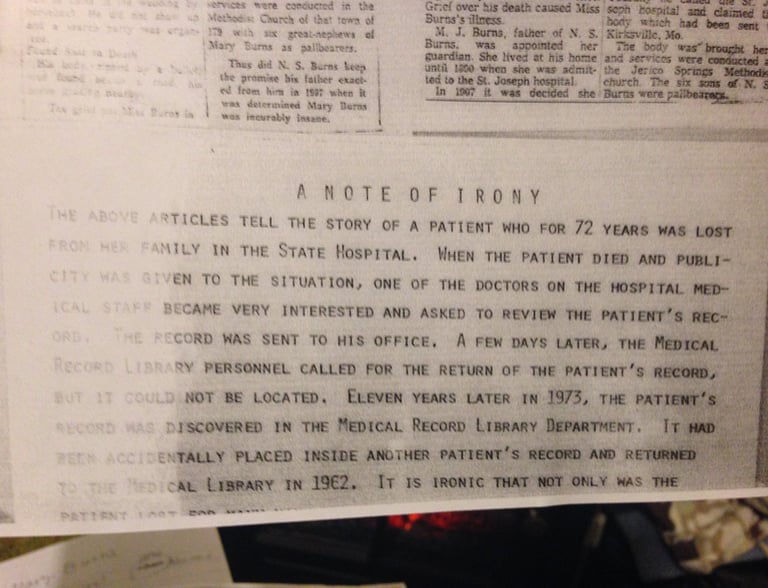 services were conducted in the
Methodist Church of that town of
179 with six great-nephews of
Mary Burns as pallbearers.
Thus did N. S. Burns keep
the promise his father exact-
ed from him in 1897 when it
was determined Mary Burns
was incurably insane.
Grief over his death caused Miss
Burns's illness.
M. J. Burns, father of N. S.
Burns, was appointed her
guardian. She lived at his home
until 1890 when she was admit-
ted to the St. Joseph hospital.
In 1907 it was decided she
seph hospital and claimed
body which had been sent
Kirksville, Mo.
The body was brought
and services were conducted
the Jerico Springs
church. The six sons of N. S.
Burns were pallbearers.
A NOTE OF IRONY
THE ABOVE ARTICLES TELL THE STORY OF A PATIENT WHO FOR 72 YEARS WAS LOST
FROM HER FAMILY IN THE STATE HOSPITAL. WHEN THE PATIENT DIED AND PUBLI-
CITY WAS GIVEN TO THE SITUATION, ONE OF THE DOCTORS ON THE HOSPITAL MED-
ICAL STAFF BECAME VERY INTERESTED AND ASKED TO REVIEW THE PATIENT'S REC-
ORD. THE RECORD WAS SENT TO HIS OFFICE. A FEW DAYS LATER, THE MEDICAL
RECORD LIBRARY PERSONNEL CALLED FOR THE RETURN OF THE PATIENT'S RECORD,
BUT IT COULD NOT BE LOCATED. ELEVEN YEARS LATER IN 1973, THE PATIENT'S
RECORD WAS DISCOVERED IN THE MEDICAL RECORD LIBRARY DEPARTMENT. IT HAD
BEEN ACCIDENTALLY PLACED INSIDE ANOTHER PATIENT'S RECORD AND RETURNED
TO THE MEDICAL LIBRARY IN 1962. IT IS IRONIC THAT NOT ONLY WAS THE
PATIENT LOST FOR